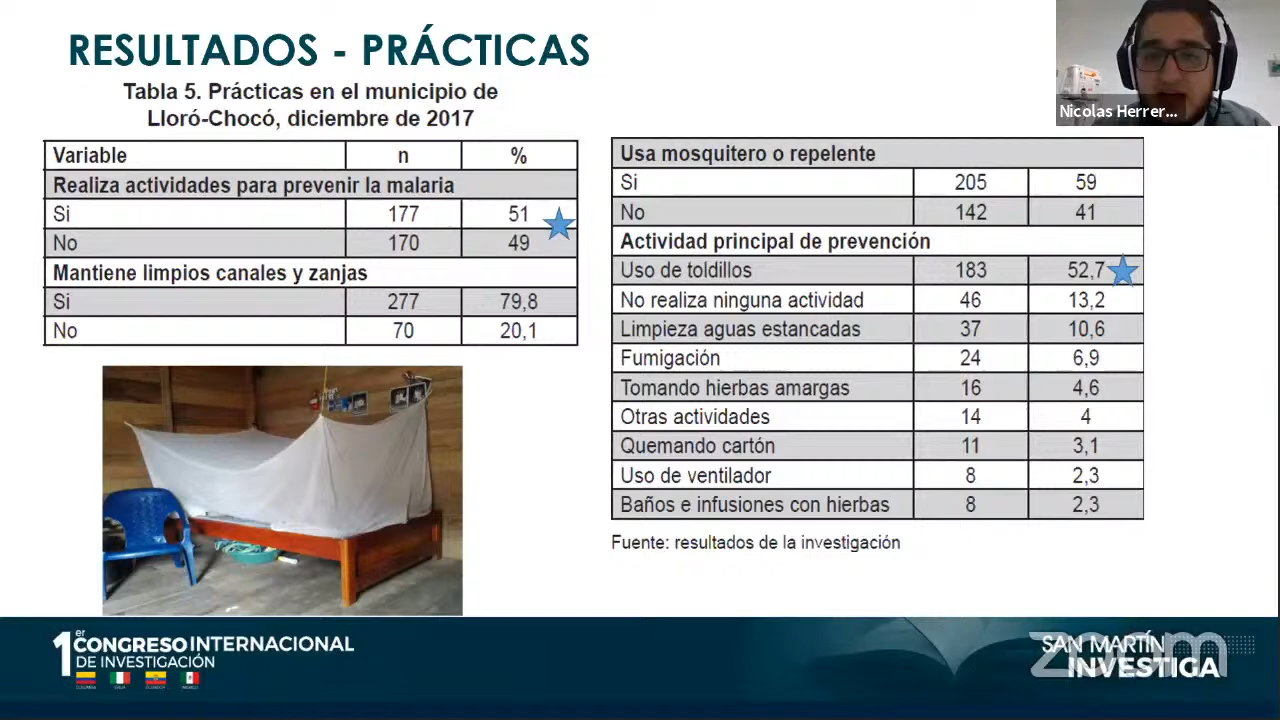 RESULTADOS - PRÁCTICAS
Tabla 5. Prácticas en el municipio de
Lloró-Chocó, diciembre de 2017
Variable n %
Realiza actividades para prevenir la malaria
Si 177 51
No 170 49
Mantiene limpios canales y zanjas
Si 277 79,8
No 70 20,1
Usa mosquitero o repelente
Si 205 59
No 142 41
Actividad principal de prevención
Uso de toldillos 183 52,7
No realiza ninguna actividad 46 13,2
Limpieza aguas estancadas 37 10,6
Fumigación 24 6,9
Tomando hierbas amargas 16 4,6
Otras actividades 14 4
Quemando cartón 11 3,1
Uso de ventilador 8 2,3
Baños e infusiones con hierbas 8 2,3
Fuente: resultados de la investigación
Nicolas Herrer...
1er CONGRESO INTERNACIONAL
DE INVESTIGACIÓN
COLOMBIA ITALIA ECUADOR MÉXICO
SAN MARTÍN
INVESTIGA
zoom